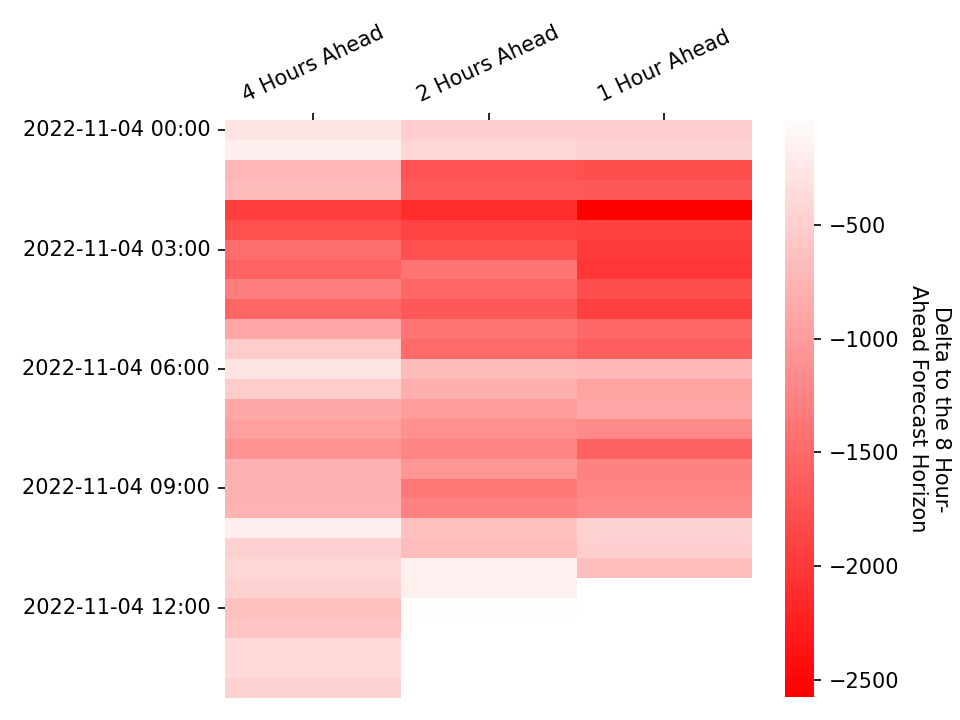 4 Hours Ahead
2 Hours Ahead
1 Hour Ahead
2022-11-04 00:00
2022-11-04 03:00
2022-11-04 06:00
2022-11-04 09:00
2022-11-04 12:00
−500
−1000
−1500
−2000
−2500
Delta to the 8 Hour-
Ahead Forecast Horizon